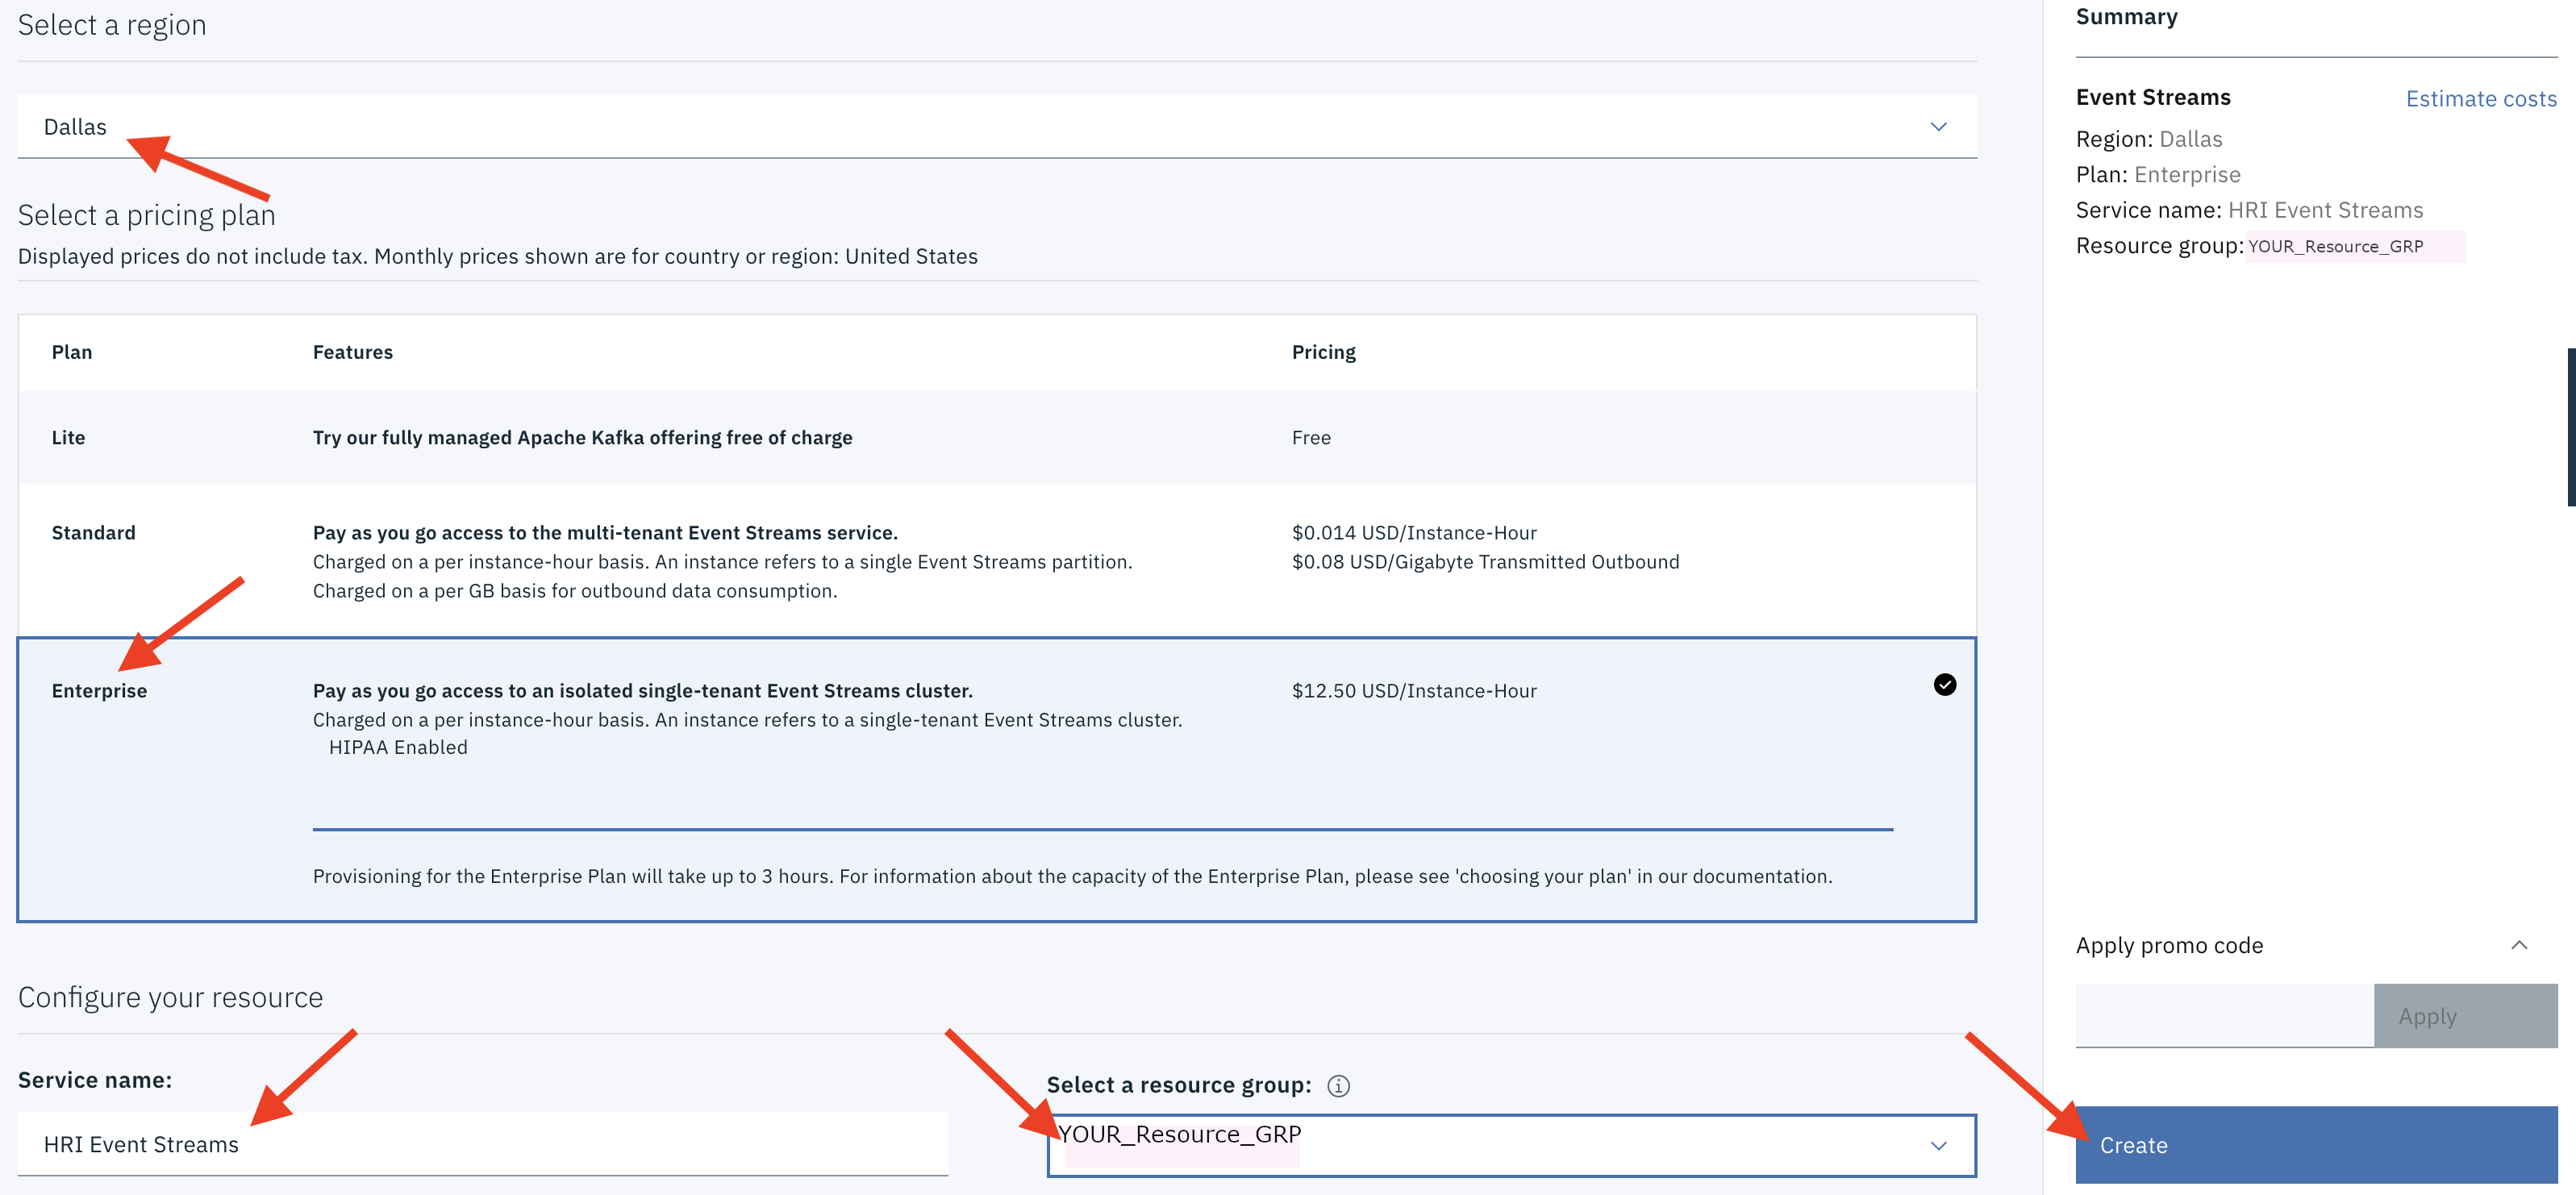 Select a region
Dallas
Select a pricing plan
Displayed prices do not include tax. Monthly prices shown are for country or region: United States
Plan Features Pricing
Lite Try our fully managed Apache Kafka offering free of charge Free
Standard Pay as you go access to the multi-tenant Event Streams service. $0.014 USD/Instance-Hour
Charged on a per instance-hour basis. An instance refers to a single Event Streams partition. $0.08 USD/Gigabyte Transmitted Outbound
Charged on a per GB basis for outbound data consumption.
Enterprise Pay as you go access to an isolated single-tenant Event Streams cluster. $12.50 USD/Instance-Hour
Charged on a per instance-hour basis. An instance refers to a single-tenant Event Streams cluster.
HIPAA Enabled
Provisioning for the Enterprise Plan will take up to 3 hours. For information about the capacity of the Enterprise Plan, please see 'choosing your plan' in our documentation.
Configure your resource
Service name:
HRI Event Streams
Select a resource group:
YOUR_Resource_GRP
Summary
Event Streams Estimate costs
Region: Dallas
Plan: Enterprise
Service name: HRI Event Streams
Resource group: YOUR_Resource_GRP
Apply promo code
Apply
Create